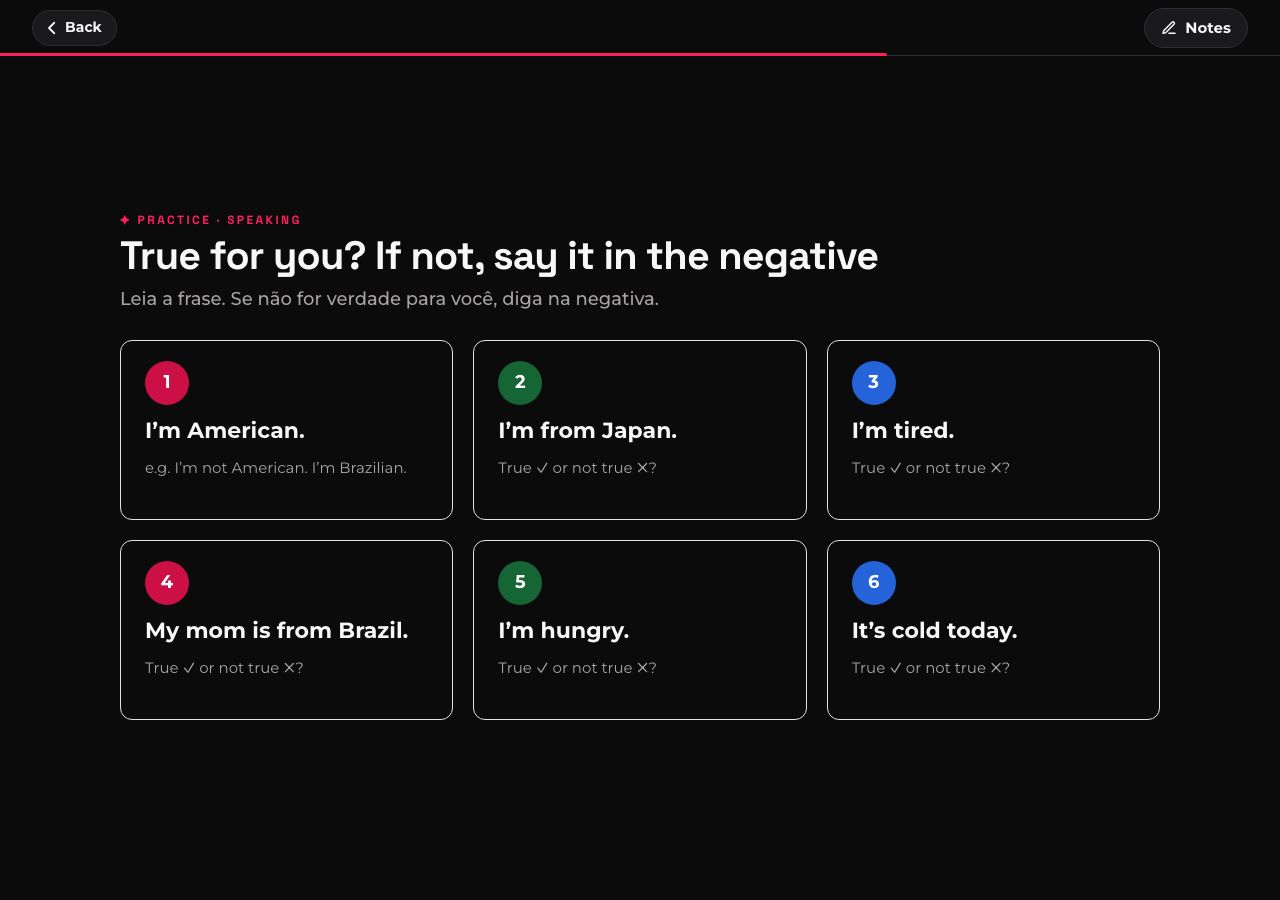 Back
Notes
✦ PRACTICE · SPEAKING
True for you? If not, say it in the negative
Leia a frase. Se não for verdade para você, diga na negativa.
1
I’m American.
e.g. I’m not American. I’m Brazilian.
2
I’m from Japan.
True ✓ or not true ✕?
3
I’m tired.
True ✓ or not true ✕?
4
My mom is from Brazil.
True ✓ or not true ✕?
5
I’m hungry.
True ✓ or not true ✕?
6
It’s cold today.
True ✓ or not true ✕?